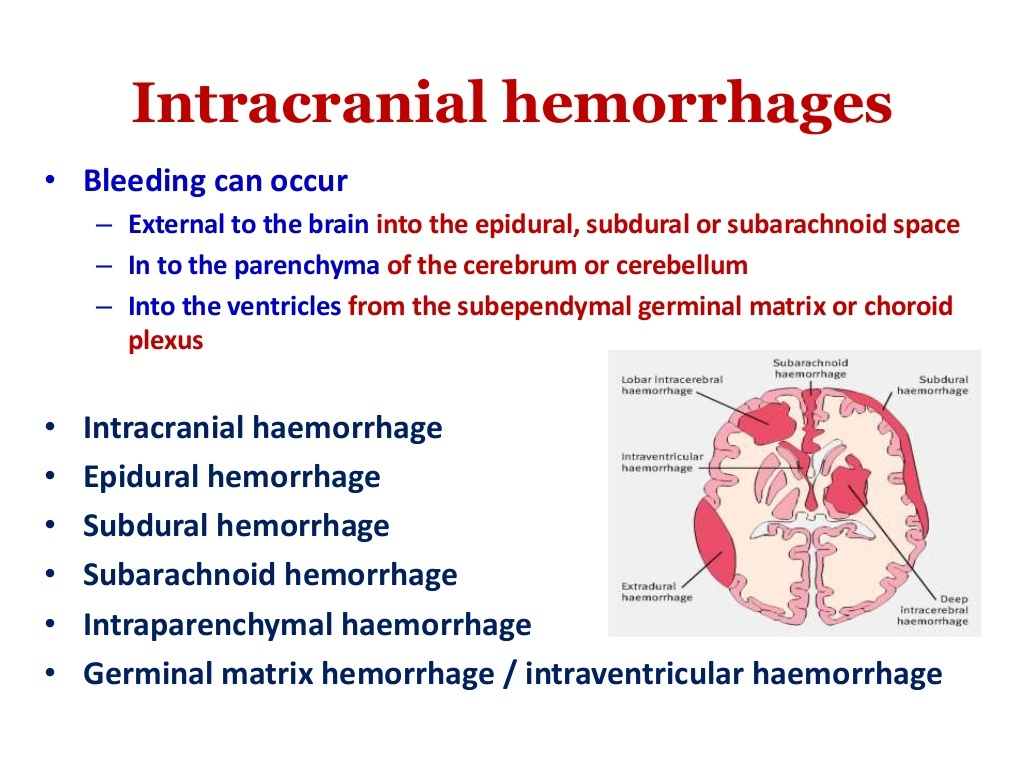 Intracranial hemorrhages
• Bleeding can occur
– External to the brain into the epidural, subdural or subarachnoid space
– In to the parenchyma of the cerebrum or cerebellum
– Into the ventricles from the subependymal germinal matrix or choroid
plexus
• Intracranial haemorrhage
• Epidural hemorrhage
• Subdural hemorrhage
• Subarachnoid hemorrhage
• Intraparenchymal haemorrhage
• Germinal matrix hemorrhage / intraventricular haemorrhage
Subarachnoid
haemorrhage
Lobar intracerebral
haemorrhage
Subdural
haemorrhage
Intraventricular
haemorrhage
Extradural
haemorrhage
Deep
intracerebral
haemorrhage